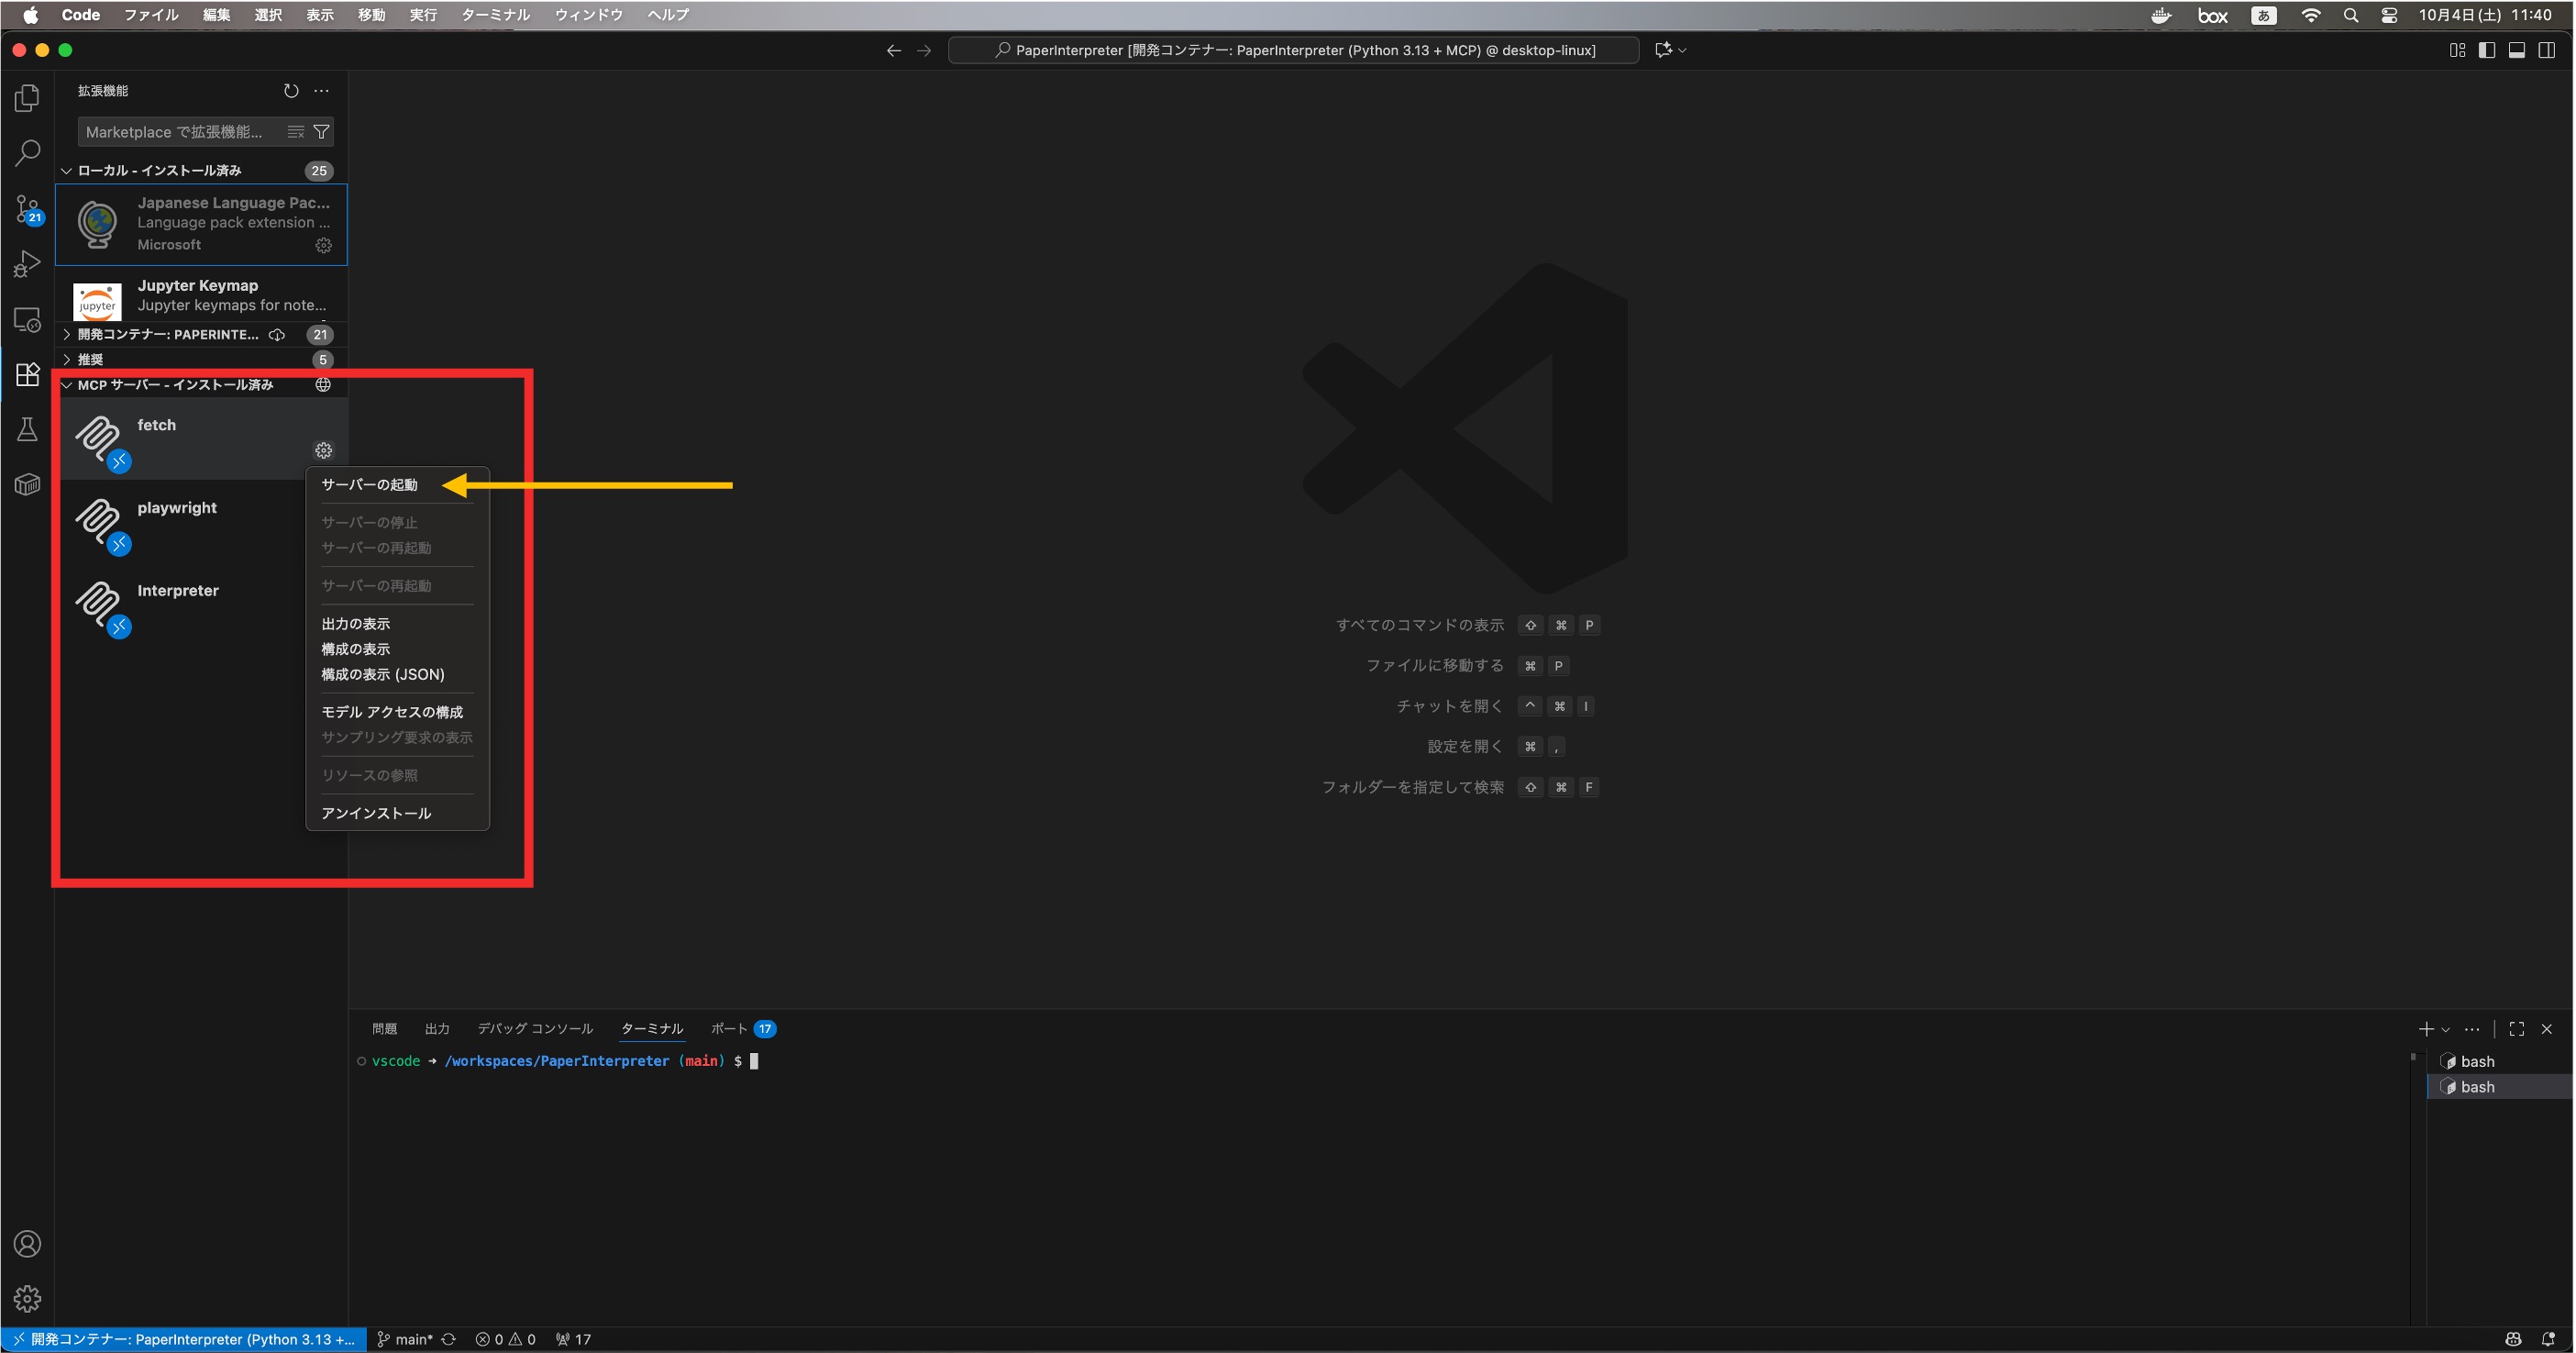 Code ファイル 編集 選択 表示 移動 実行 ターミナル ウィンドウ ヘルプ
box あ 10月4日(土) 11:40
PaperInterpreter [開発コンテナー: PaperInterpreter (Python 3.13 + MCP) @ desktop-linux]
拡張機能
Marketplace で拡張機能...
ローカル - インストール済み 25
Japanese Language Pac...
Language pack extension ...
Microsoft
21
jupyter
Jupyter Keymap
Jupyter keymaps for note...
開発コンテナー: PAPERINTE... 21
推奨 5
MCP サーバー - インストール済み
fetch
playwright
Interpreter
サーバーの起動
サーバーの停止
サーバーの再起動
サーバーの再起動
出力の表示
構成の表示
構成の表示 (JSON)
モデル アクセスの構成
サンプリング要求の表示
リソースの参照
アンインストール
すべてのコマンドの表示 ⇧ ⌘ P
ファイルに移動する ⌘ P
チャットを開く ^ ⌘ I
設定を開く ⌘ ,
フォルダーを指定して検索 ⇧ ⌘ F
問題 出力 デバッグ コンソール ターミナル ポート 17
vscode → /workspaces/PaperInterpreter (main) $
bash
bash
開発コンテナー: PaperInterpreter (Python 3.13 +... main* 0 0 17